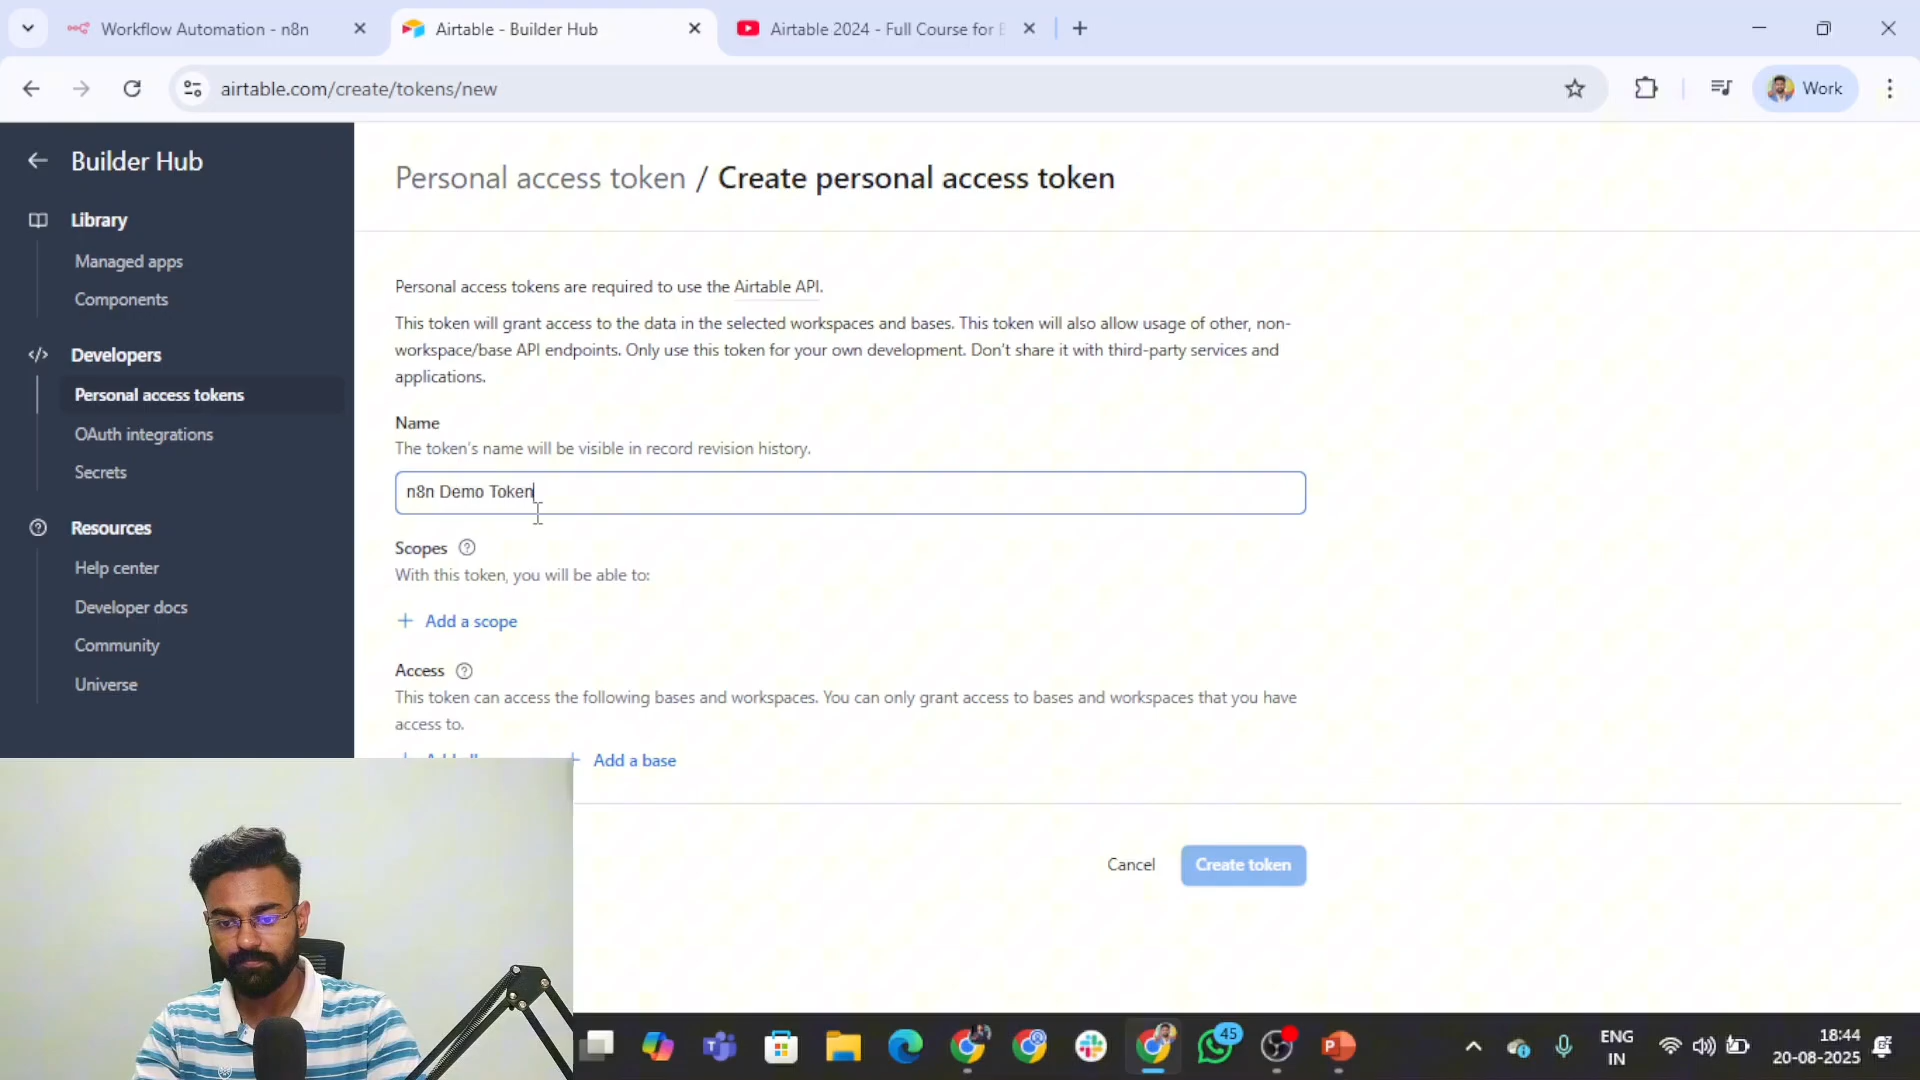 Workflow Automation - n8n
Airtable - Builder Hub
Airtable 2024 - Full Course for
airtable.com/create/tokens/new
Work
Builder Hub
Library
Managed apps
Components
Developers
Personal access tokens
OAuth integrations
Secrets
Resources
Help center
Developer docs
Community
Universe
Personal access token / Create personal access token
Personal access tokens are required to use the Airtable API.
This token will grant access to the data in the selected workspaces and bases. This token will also allow usage of other, non-
workspace/base API endpoints. Only use this token for your own development. Don't share it with third-party services and
applications.
Name
The token's name will be visible in record revision history.
n8n Demo Token
Scopes
With this token, you will be able to:
+ Add a scope
Access
This token can access the following bases and workspaces. You can only grant access to bases and workspaces that you have
access to.
Add a base
Cancel
Create token
45
ENG
IN
18:44
20-08-2025